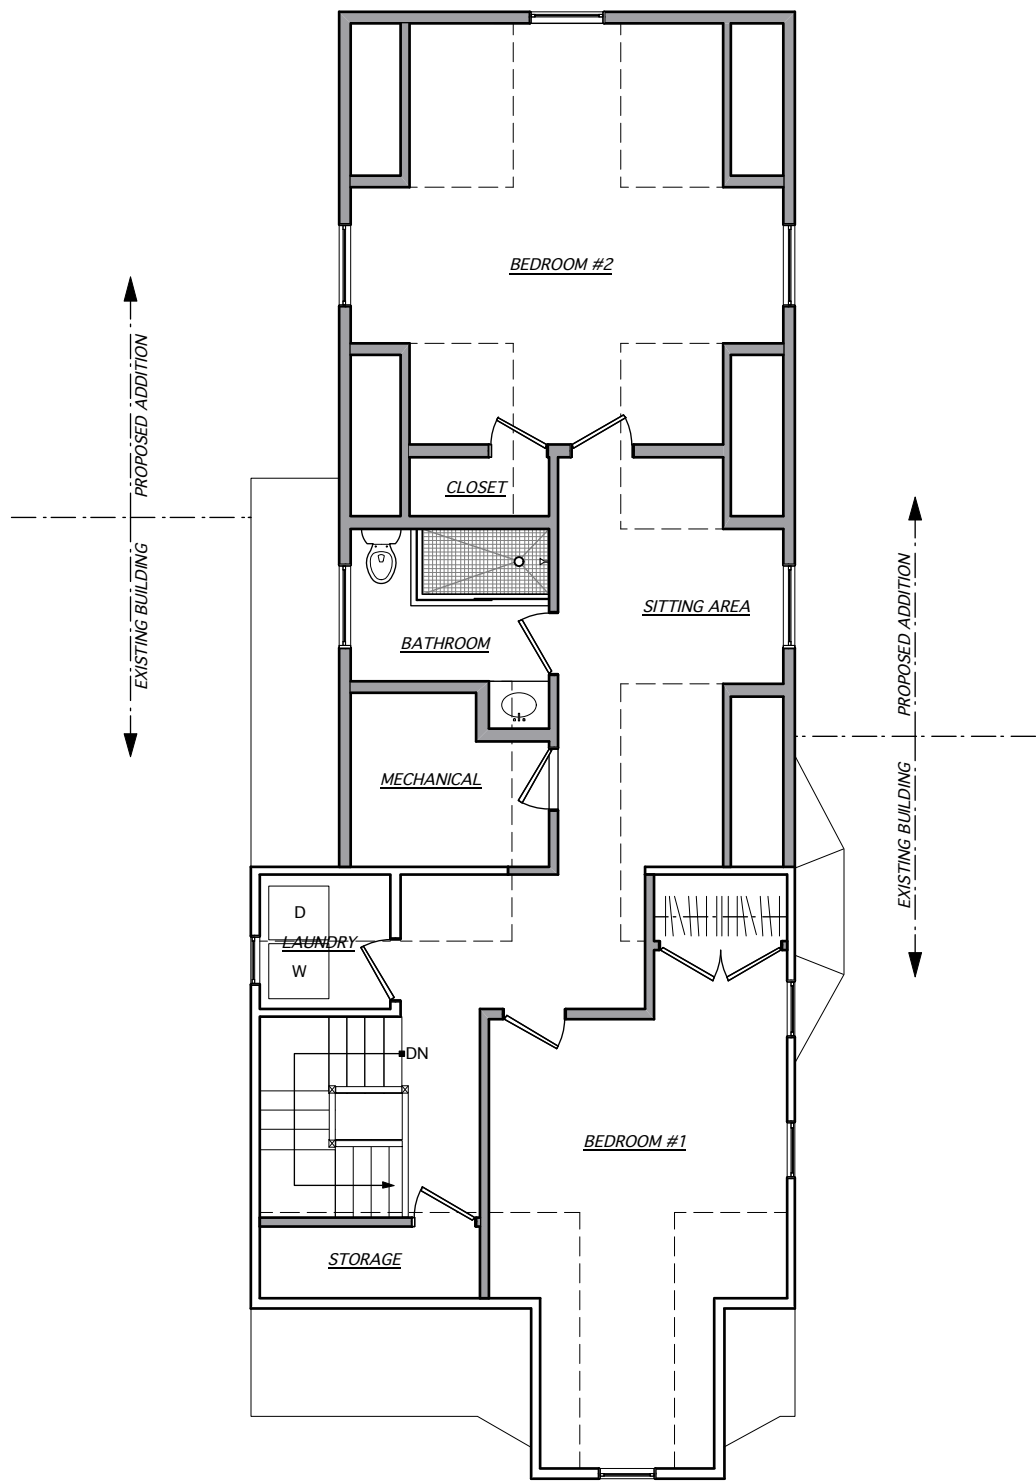 BEDROOM #2
PROPOSED ADDITION
EXISTING BUILDING
CLOSET
SITTING AREA
BATHROOM
PROPOSED ADDITION
EXISTING BUILDING
MECHANICAL
D
LAUNDRY
W
DN
BEDROOM #1
STORAGE